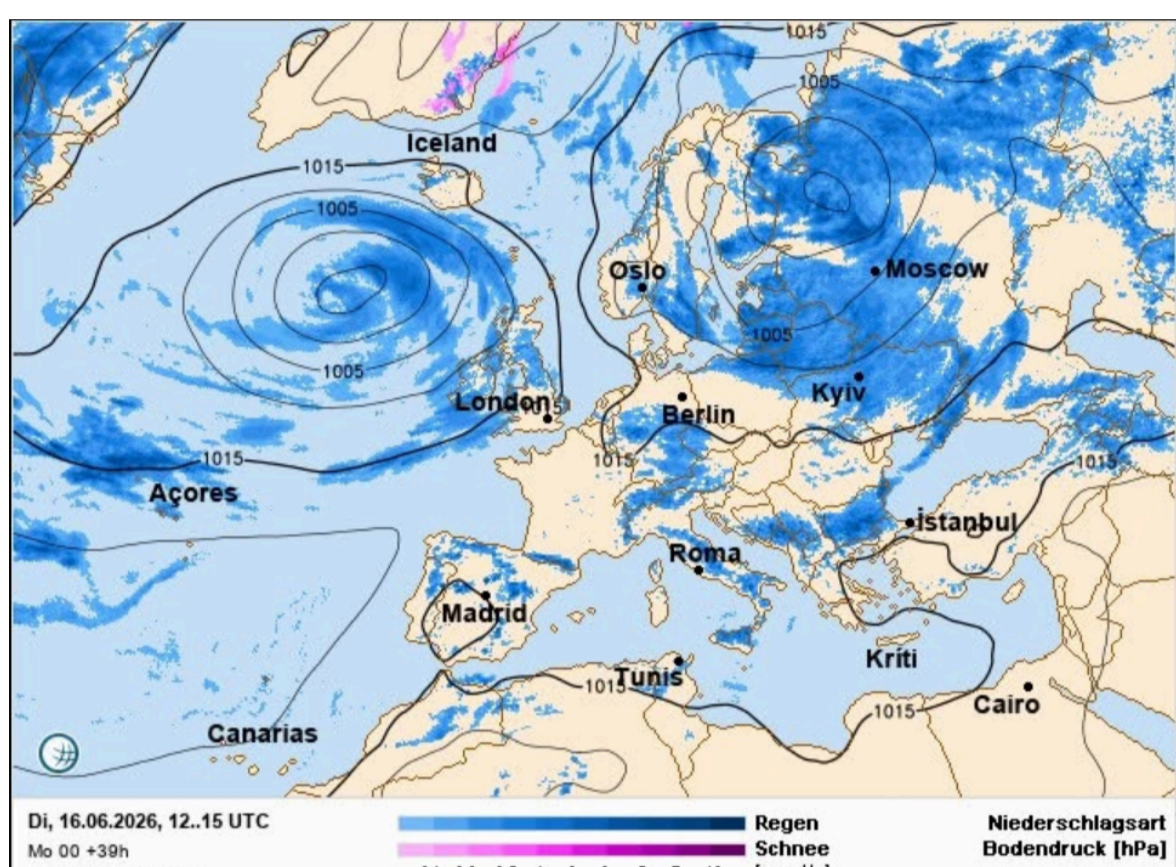 1015
1005
Iceland
1015
1005
Oslo
Moscow
1005
1005
Kyiv
London
Berlin
1015
1015
1015
Açores
İstanbul
Roma
Madrid
Kríti
Tunis
1015
1015
Cairo
Canarias
Di, 16.06.2026, 12..15 UTC
Mo 00 +39h
Regen
Schnee
Niederschlagsart
Bodendruck [hPa]